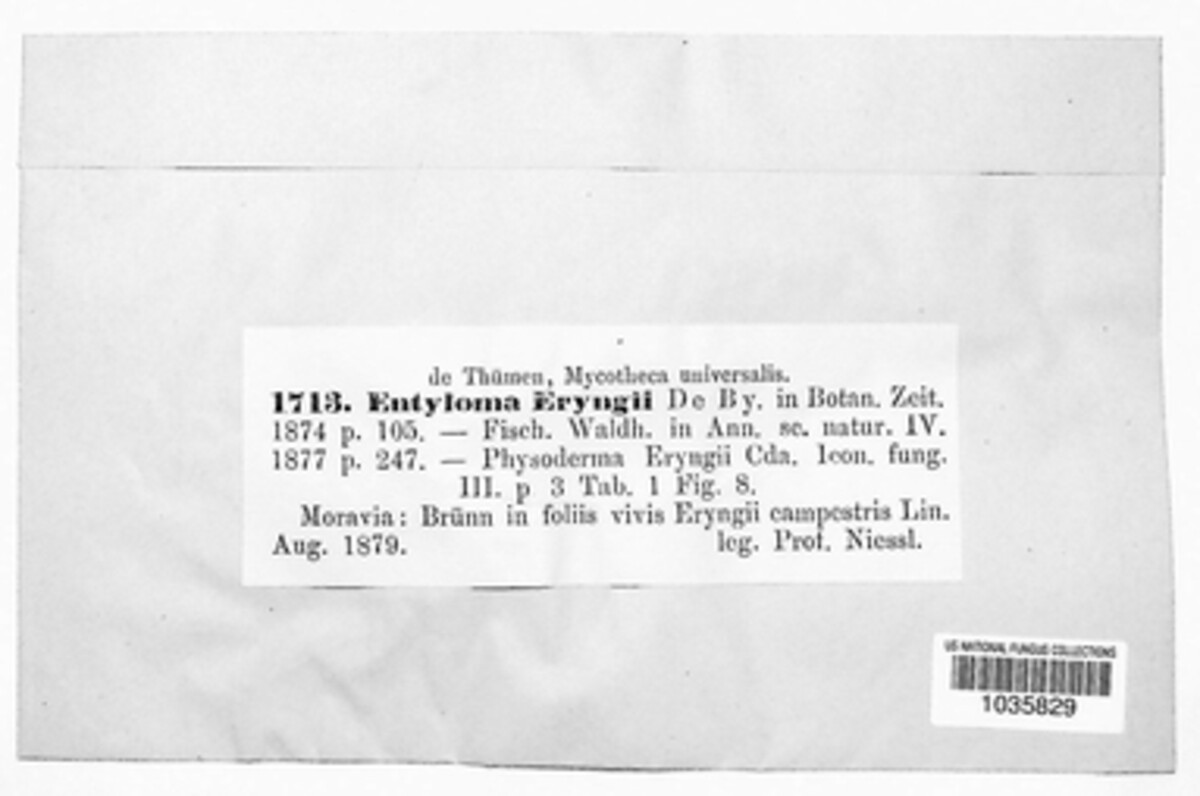 de Thümen, Mycotheca universalis.
1713. Entyloma Eryngii De By. in Botan. Zeit.
1874 p. 105. — Fisch. Waldh. in Ann. sc. natur. IV.
1877 p. 247. — Physoderma Eryngii Cda. Icon. fung.
III. p 3 Tab. 1 Fig. 8.
Moravia: Brünn in foliis vivis Eryngii campestris Lin.
Aug. 1879. leg. Prof. Niessl.
US NATIONAL FUNGUS COLLECTIONS
1035829